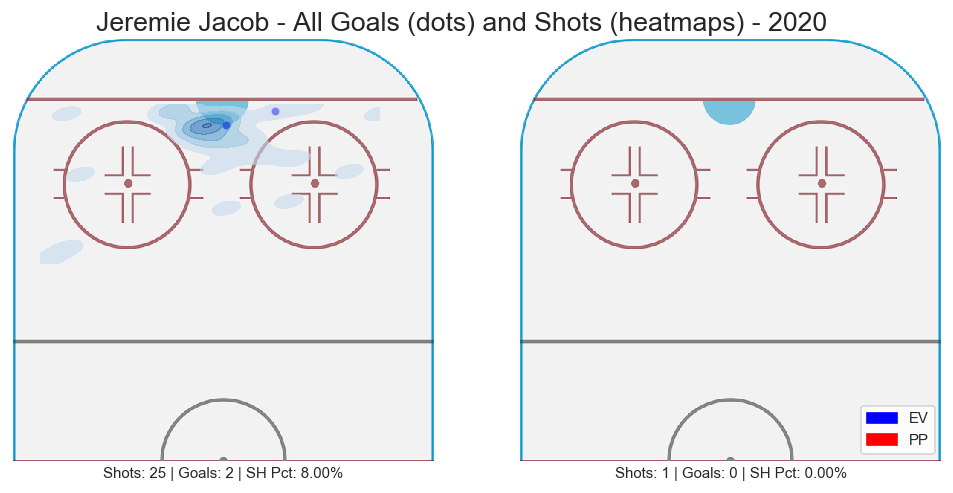 Jeremie Jacob - All Goals (dots) and Shots (heatmaps) - 2020
EV
PP
Shots: 25 | Goals: 2 | SH Pct: 8.00%
Shots: 1 | Goals: 0 | SH Pct: 0.00%